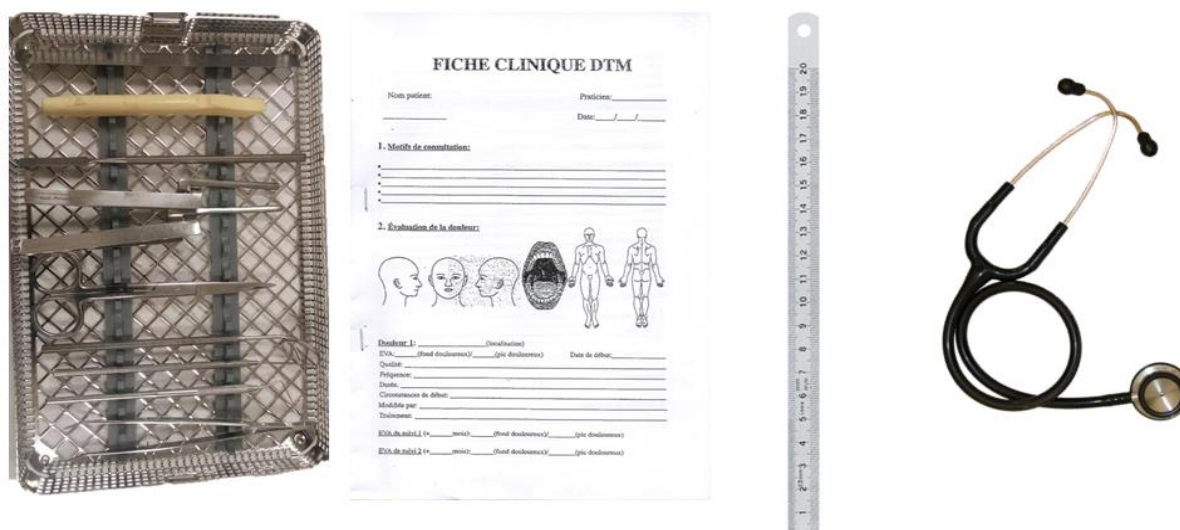 FICHE CLINIQUE DTM
Nom patient:
Praticien:
Date: / /
1. Motifs de consultation:
2. Évaluation de la douleur:
Douleur 1: (localisation)
EVA: (fond douloureux)/ (pic douloureux) Date de début:
Qualité:
Fréquence:
Durée:
Circonstances de début:
Modifiée par:
Traitement:
EVA de suivi 1 (+ mois): (fond douloureux)/ (pic douloureux)
EVA de suivi 2 (+ mois): (fond douloureux)/ (pic douloureux)
20
19
18
17
16
15
14
13
12
11
10
9
8
7
6
5
4
3
2
1